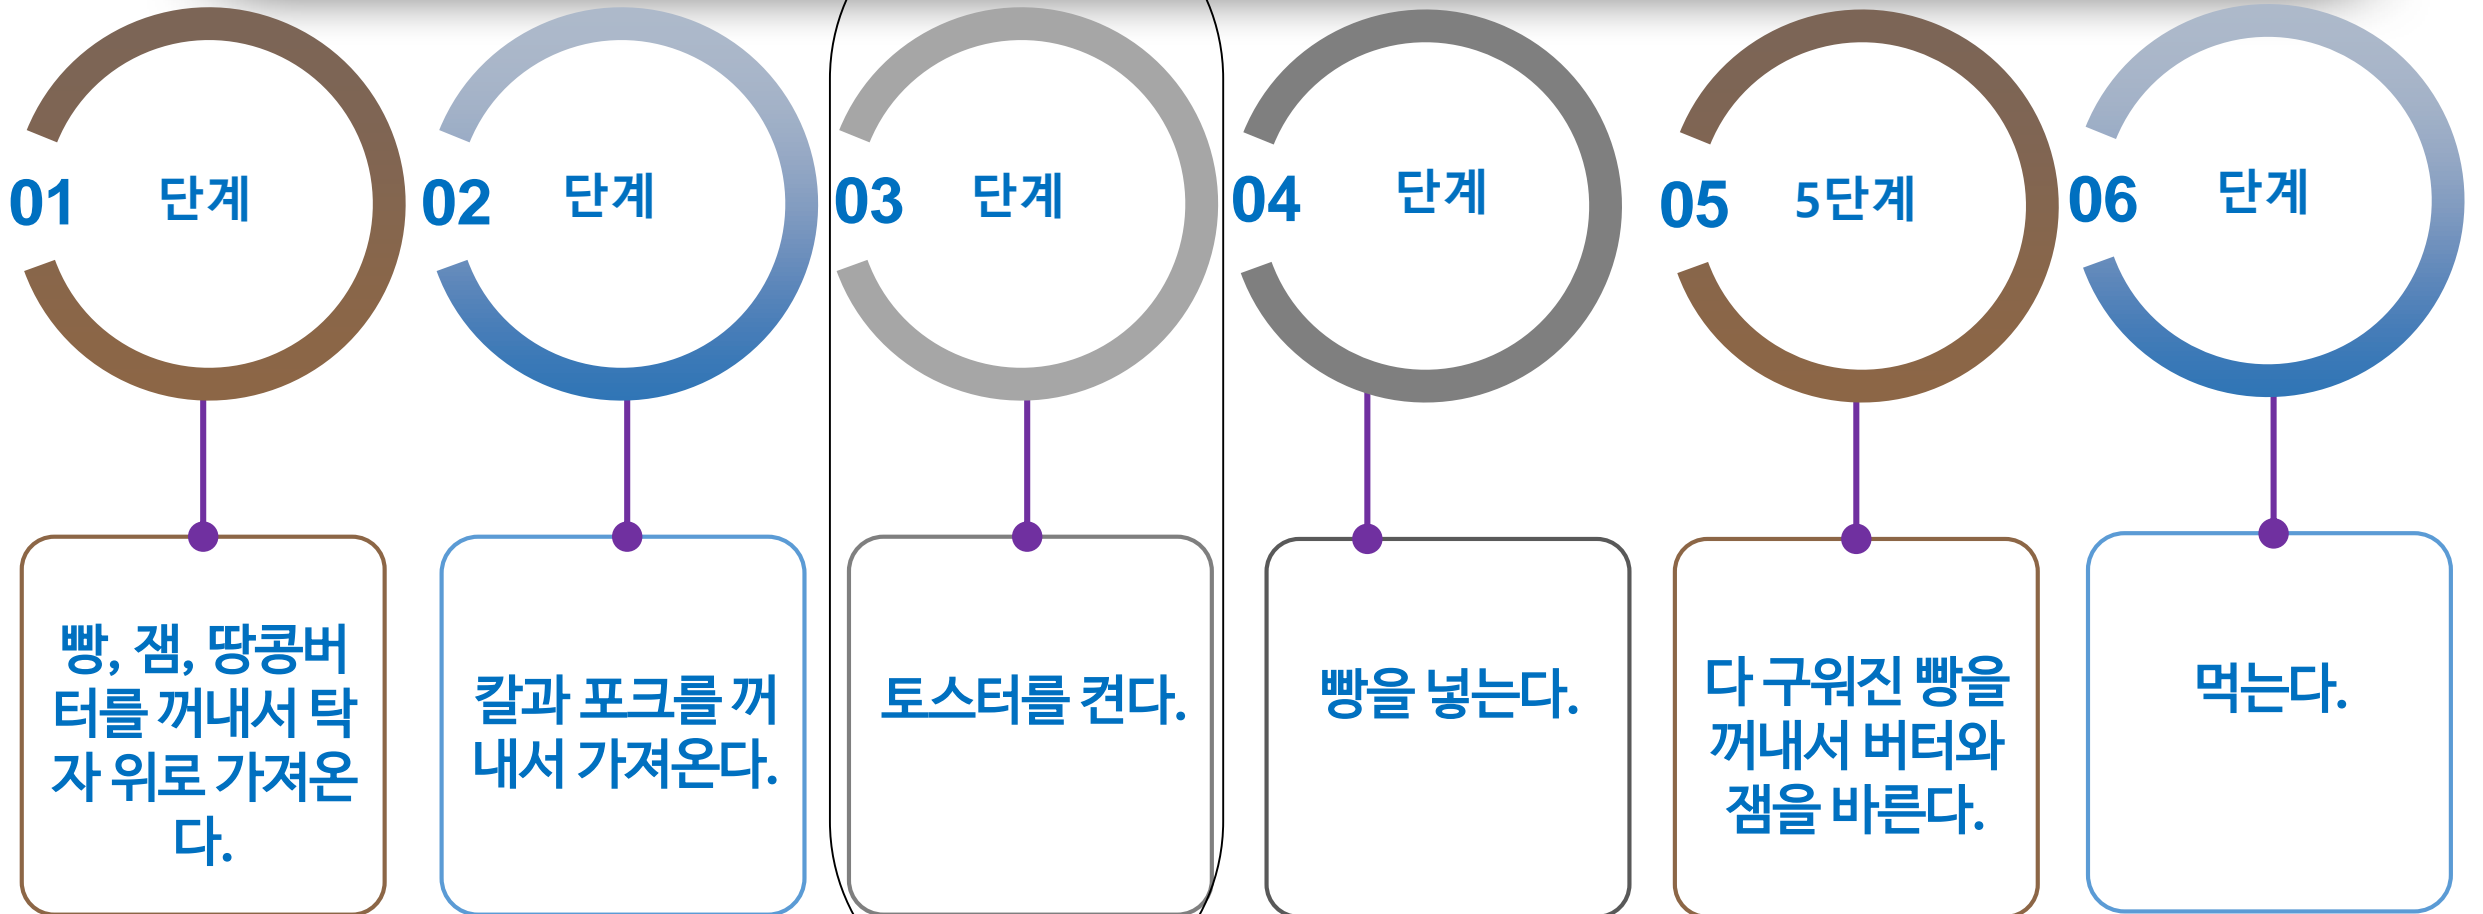 01 단계
02 단계
03 단계
04 단계
05 5단계
06 단계
빵, 잼, 땅콩버
터를 꺼내서 탁
자 위로 가져온
다.
칼과 포크를 꺼
내서 가져온다.
토스터를 켠다.
빵을 넣는다.
다 구워진 빵을
꺼내서 버터와
잼을 바른다.
먹는다.